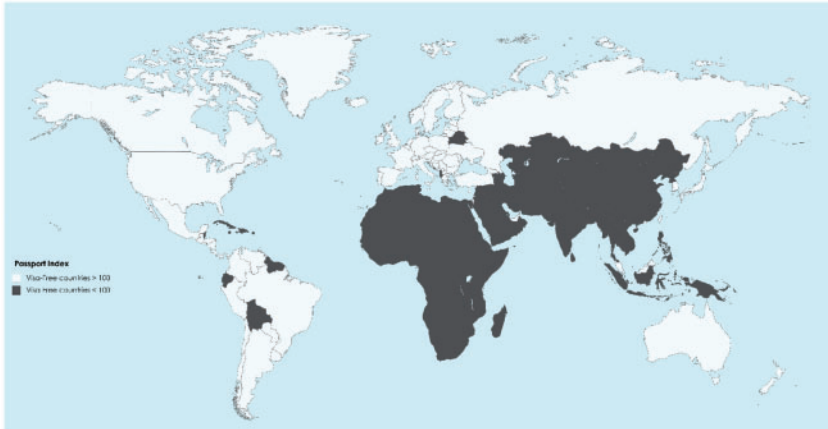 Passport Index
Visa-Free countries > 100
Visa Free countries < 100